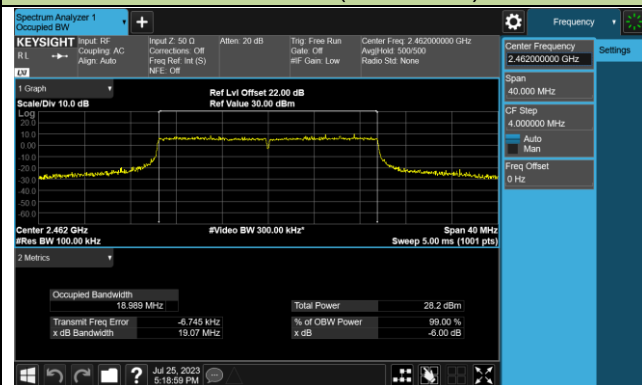 Spectrum Analyzer 1
Occupied BW
Frequency
KEYSIGHT
RL
Input: RF
Coupling: AC
Align: Auto
Input Z: 50 Ω
Corrections: Off
Freq Ref: Int (S)
NFE: Off
Atten: 20 dB
Trig: Free Run
Gate: Off
#IF Gain: Low
Center Freq: 2.462000000 GHz
Avg|Hold: 500/500
Radio Std: None
LW
Center Frequency
2.462000000 GHz
Settings
Span
40.000 MHz
CF Step
4.000000 MHz
Auto
Man
Freq Offset
0 Hz
1 Graph
Scale/Div 10.0 dB
Ref Lvl Offset 22.00 dB
Ref Value 30.00 dBm
Log
20.0
10.0
0.00
-10.0
-20.0
-30.0
-40.0
-50.0
-60.0
Center 2.462 GHz
#Res BW 100.00 kHz
#Video BW 300.00 kHz*
Span 40 MHz
Sweep 5.00 ms (1001 pts)
2 Metrics
Occupied Bandwidth
18.989 MHz
Total Power 28.2 dBm
Transmit Freq Error -6.745 kHz
% of OBW Power 99.00 %
x dB Bandwidth 19.07 MHz
x dB -6.00 dB
Jul 25, 2023
5:18:59 PM